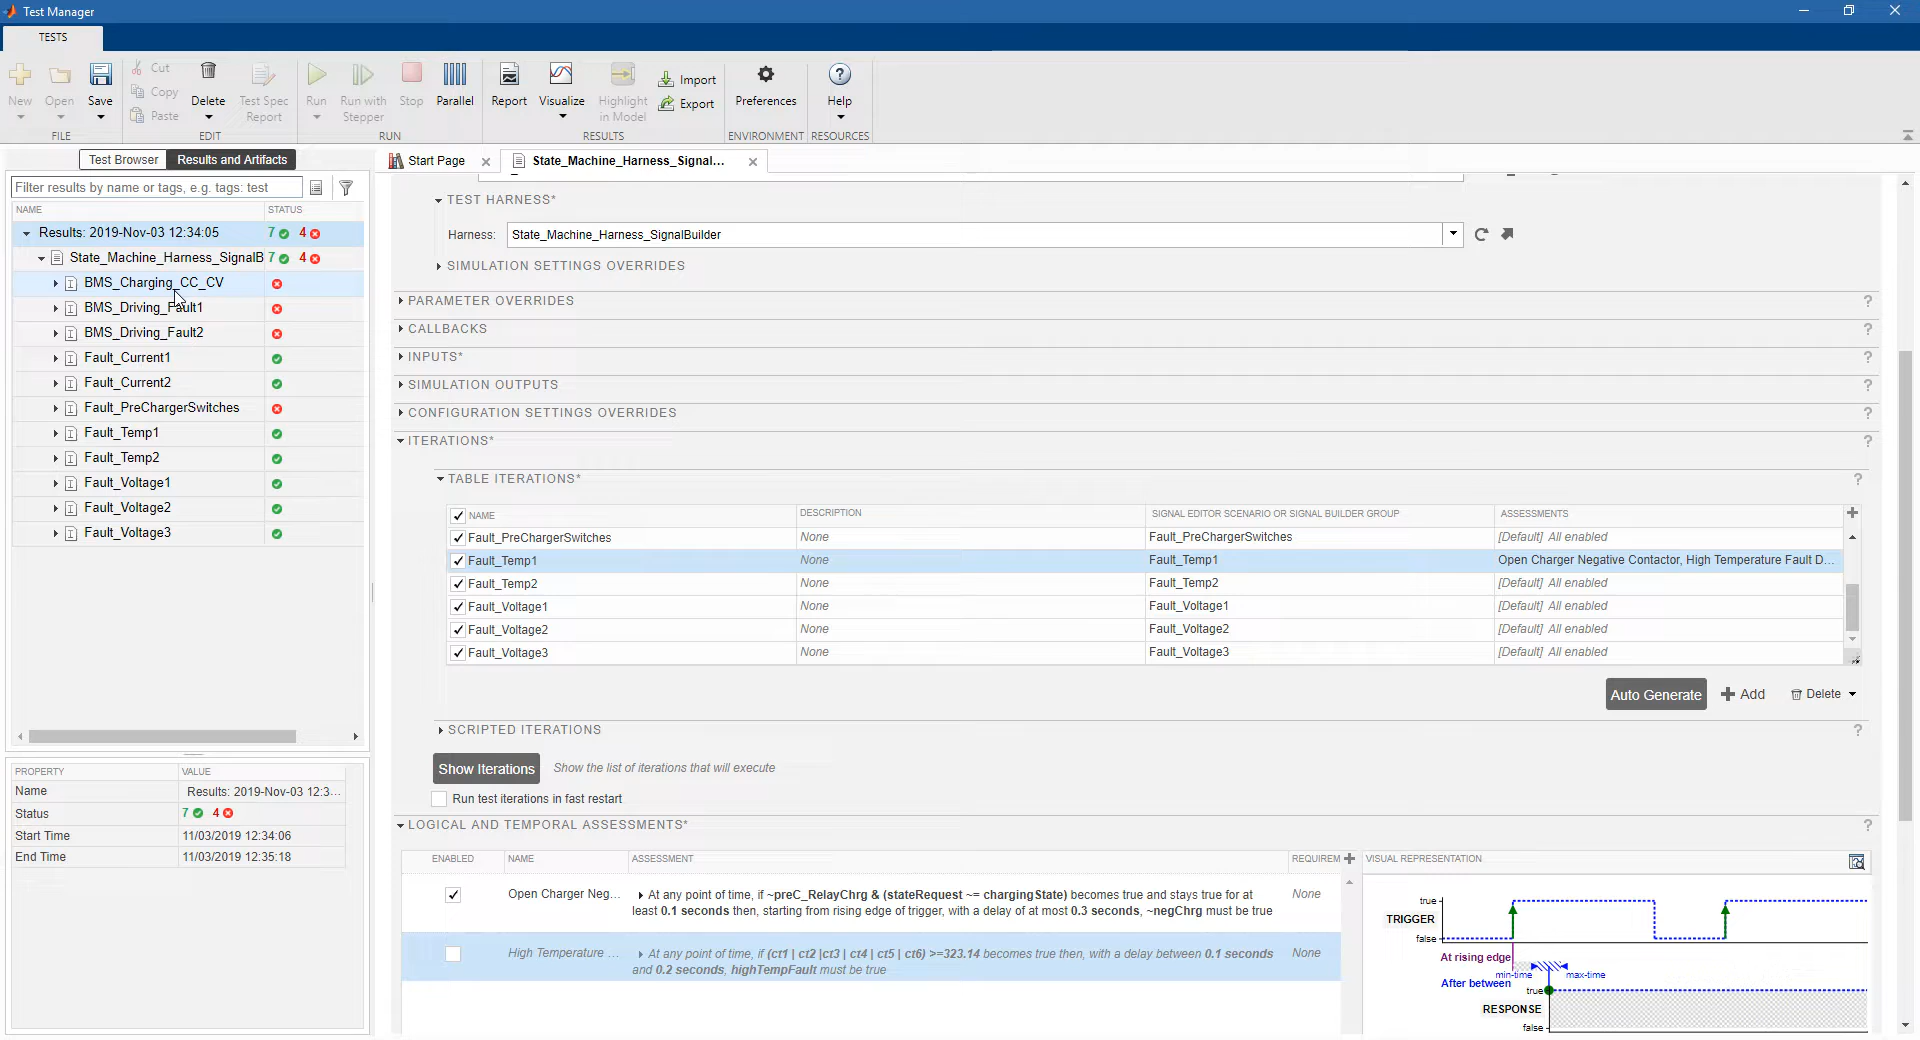 Test Manager
TESTS
New
Open
Save
Cut
Copy
Paste
Delete
Test Spec
Report
Run
Run with
Stepper
Stop
Parallel
Report
Visualize
Highlight
in Model
Import
Export
Preferences
Help
FILE
EDIT
RUN
RESULTS
ENVIRONMENT
RESOURCES
Test Browser
Results and Artifacts
Start Page
State_Machine_Harness_Signal...
Filter results by name or tags, e.g. tags: test
NAME STATUS
Results: 2019-Nov-03 12:34:05 7 4
State_Machine_Harness_SignalB 7 4
BMS_Charging_CC_CV
BMS_Driving_Fault1
BMS_Driving_Fault2
Fault_Current1
Fault_Current2
Fault_PreChargerSwitches
Fault_Temp1
Fault_Temp2
Fault_Voltage1
Fault_Voltage2
Fault_Voltage3
PROPERTY VALUE
Name Results: 2019-Nov-03 12:3...
Status 7 4
Start Time 11/03/2019 12:34:06
End Time 11/03/2019 12:35:18
TEST HARNESS*
Harness: State_Machine_Harness_SignalBuilder
SIMULATION SETTINGS OVERRIDES
PARAMETER OVERRIDES ?
CALLBACKS ?
INPUTS* ?
SIMULATION OUTPUTS ?
CONFIGURATION SETTINGS OVERRIDES ?
ITERATIONS* ?
TABLE ITERATIONS* ?
NAME DESCRIPTION SIGNAL EDITOR SCENARIO OR SIGNAL BUILDER GROUP ASSESSMENTS
Fault_PreChargerSwitches None Fault_PreChargerSwitches [Default] All enabled
Fault_Temp1 None Fault_Temp1 Open Charger Negative Contactor, High Temperature Fault D...
Fault_Temp2 None Fault_Temp2 [Default] All enabled
Fault_Voltage1 None Fault_Voltage1 [Default] All enabled
Fault_Voltage2 None Fault_Voltage2 [Default] All enabled
Fault_Voltage3 None Fault_Voltage3 [Default] All enabled
Auto Generate Add Delete
SCRIPTED ITERATIONS ?
Show Iterations Show the list of iterations that will execute
Run test iterations in fast restart
LOGICAL AND TEMPORAL ASSESSMENTS* ?
ENABLED NAME ASSESSMENT REQUIREM VISUAL REPRESENTATION
Open Charger Neg... At any point of time, if ~preC_RelayChrg & (stateRequest ~= chargingState) becomes true and stays true for at None
least 0.1 seconds then, starting from rising edge of trigger, with a delay of at most 0.3 seconds, ~negChrg must be true
High Temperature ... At any point of time, if (ct1 | ct2 |ct3 | ct4 | ct5 | ct6) >=323.14 becomes true then, with a delay between 0.1 seconds None
and 0.2 seconds, highTempFault must be true
true
TRIGGER
false
At rising edge
min-time max-time
After between
true
RESPONSE
false